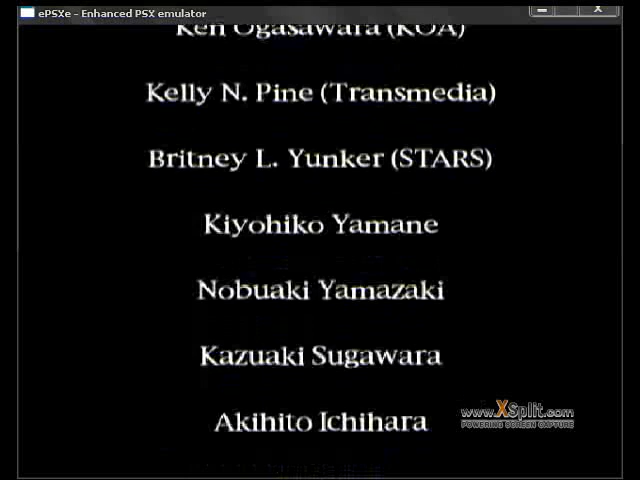 ePSXe - Enhanced PSX emulator
Ken Ogasawara (KOA)
Kelly N. Pine (Transmedia)
Britney L. Yunker (STARS)
Kiyohiko Yamane
Nobuaki Yamazaki
Kazuaki Sugawara
Akihito Ichihara
www.XSplit.com
POWERING SCREEN CAPTURE